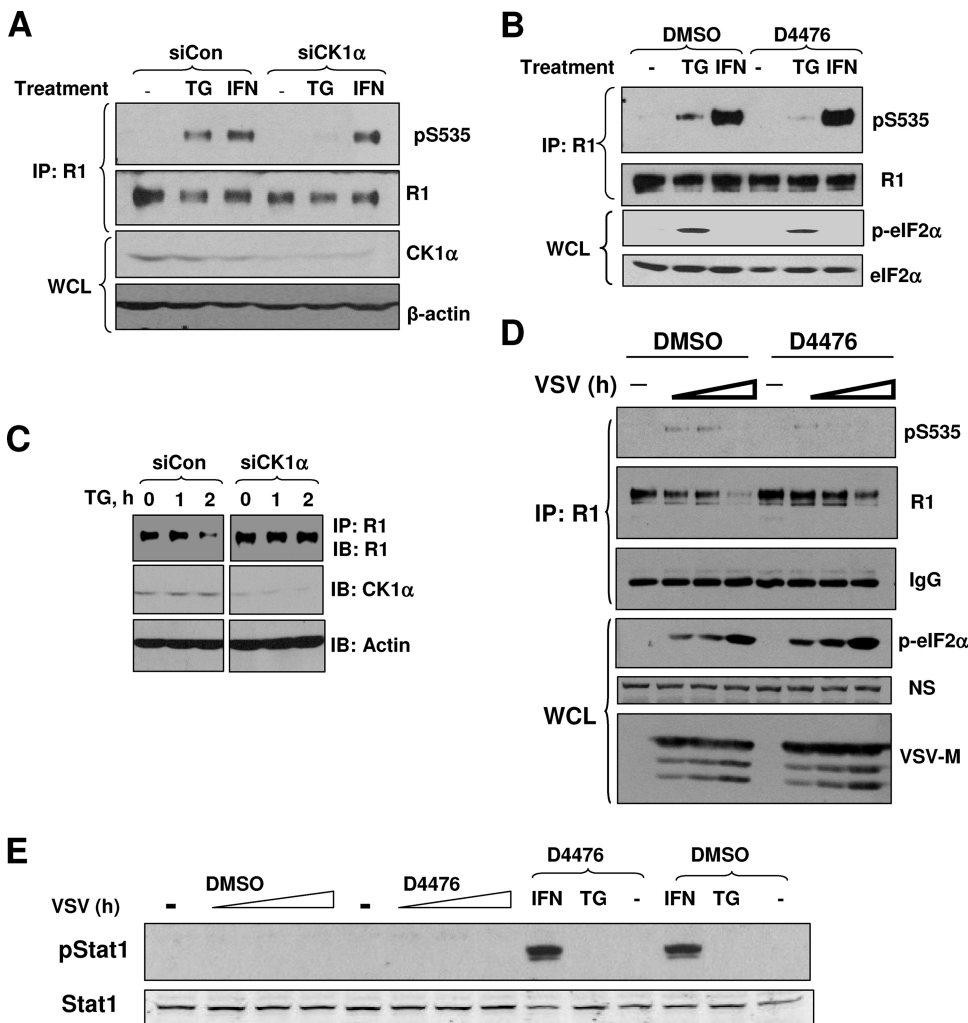 A
siCon siCK1α
Treatment - TG IFN - TG IFN
pS535
IP: R1
R1
CK1α
WCL
β-actin
B
DMSO D4476
Treatment - TG IFN - TG IFN
pS535
IP: R1
R1
p-eIF2α
WCL
eIF2α
C
siCon siCK1α
TG, h 0 1 2 0 1 2
IP: R1
IB: R1
IB: CK1α
IB: Actin
D
DMSO D4476
VSV (h) – –
pS535
R1
IP: R1
IgG
p-eIF2α
NS
WCL
VSV-M
E
D4476 DMSO
DMSO D4476
VSV (h) - - IFN TG - IFN TG -
pStat1
Stat1